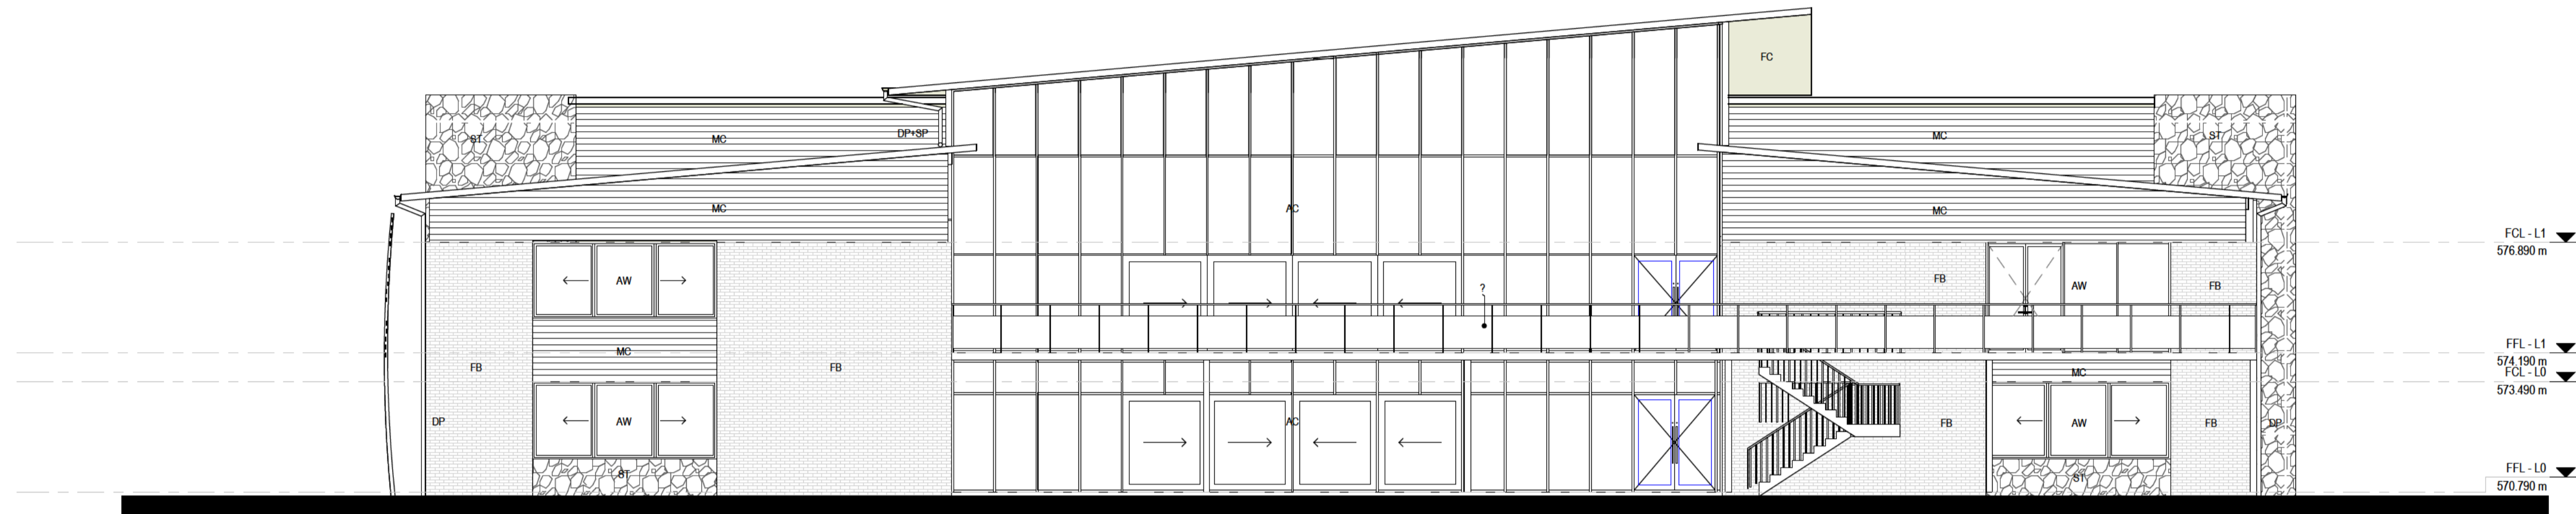 FC
DP+SP
ST
MC
MC
ST
MC
AC
MC
FCL - L1
576.890 m
AW
FB
AW
FB
?
MC
FB
FB
FFL - L1
574.190 m
FCL - L0
573.490 m
MC
DP
AW
AC
FB
AW
FB
DP
ST
ST
FFL - L0
570.790 m